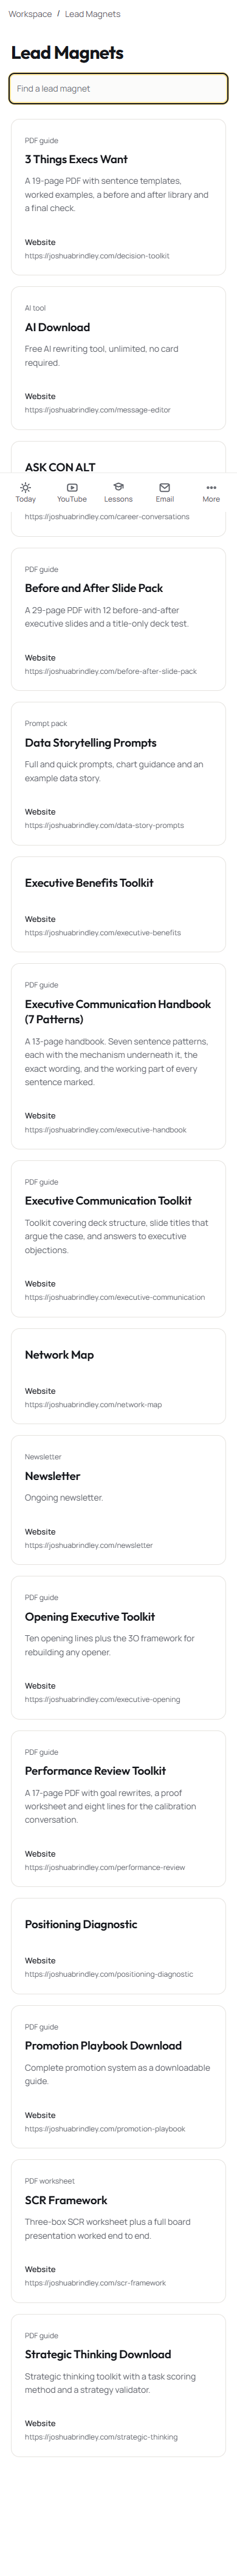 Workspace / Lead Magnets
Lead Magnets
Find a lead magnet
PDF guide
3 Things Execs Want
A 19-page PDF with sentence templates,
worked examples, a before and after library and
a final check.
Website
https://joshuabrindley.com/decision-toolkit
AI tool
AI Download
Free AI rewriting tool, unlimited, no card
required.
Website
https://joshuabrindley.com/message-editor
ASK CON ALT
Today YouTube Lessons Email More
https://joshuabrindley.com/career-conversations
PDF guide
Before and After Slide Pack
A 29-page PDF with 12 before-and-after
executive slides and a title-only deck test.
Website
https://joshuabrindley.com/before-after-slide-pack
Prompt pack
Data Storytelling Prompts
Full and quick prompts, chart guidance and an
example data story.
Website
https://joshuabrindley.com/data-story-prompts
Executive Benefits Toolkit
Website
https://joshuabrindley.com/executive-benefits
PDF guide
Executive Communication Handbook
(7 Patterns)
A 13-page handbook. Seven sentence patterns,
each with the mechanism underneath it, the
exact wording, and the working part of every
sentence marked.
Website
https://joshuabrindley.com/executive-handbook
PDF guide
Executive Communication Toolkit
Toolkit covering deck structure, slide titles that
argue the case, and answers to executive
objections.
Website
https://joshuabrindley.com/executive-communication
Network Map
Website
https://joshuabrindley.com/network-map
Newsletter
Newsletter
Ongoing newsletter.
Website
https://joshuabrindley.com/newsletter
PDF guide
Opening Executive Toolkit
Ten opening lines plus the 3O framework for
rebuilding any opener.
Website
https://joshuabrindley.com/executive-opening
PDF guide
Performance Review Toolkit
A 17-page PDF with goal rewrites, a proof
worksheet and eight lines for the calibration
conversation.
Website
https://joshuabrindley.com/performance-review
Positioning Diagnostic
Website
https://joshuabrindley.com/positioning-diagnostic
PDF guide
Promotion Playbook Download
Complete promotion system as a downloadable
guide.
Website
https://joshuabrindley.com/promotion-playbook
PDF worksheet
SCR Framework
Three-box SCR worksheet plus a full board
presentation worked end to end.
Website
https://joshuabrindley.com/scr-framework
PDF guide
Strategic Thinking Download
Strategic thinking toolkit with a task scoring
method and a strategy validator.
Website
https://joshuabrindley.com/strategic-thinking